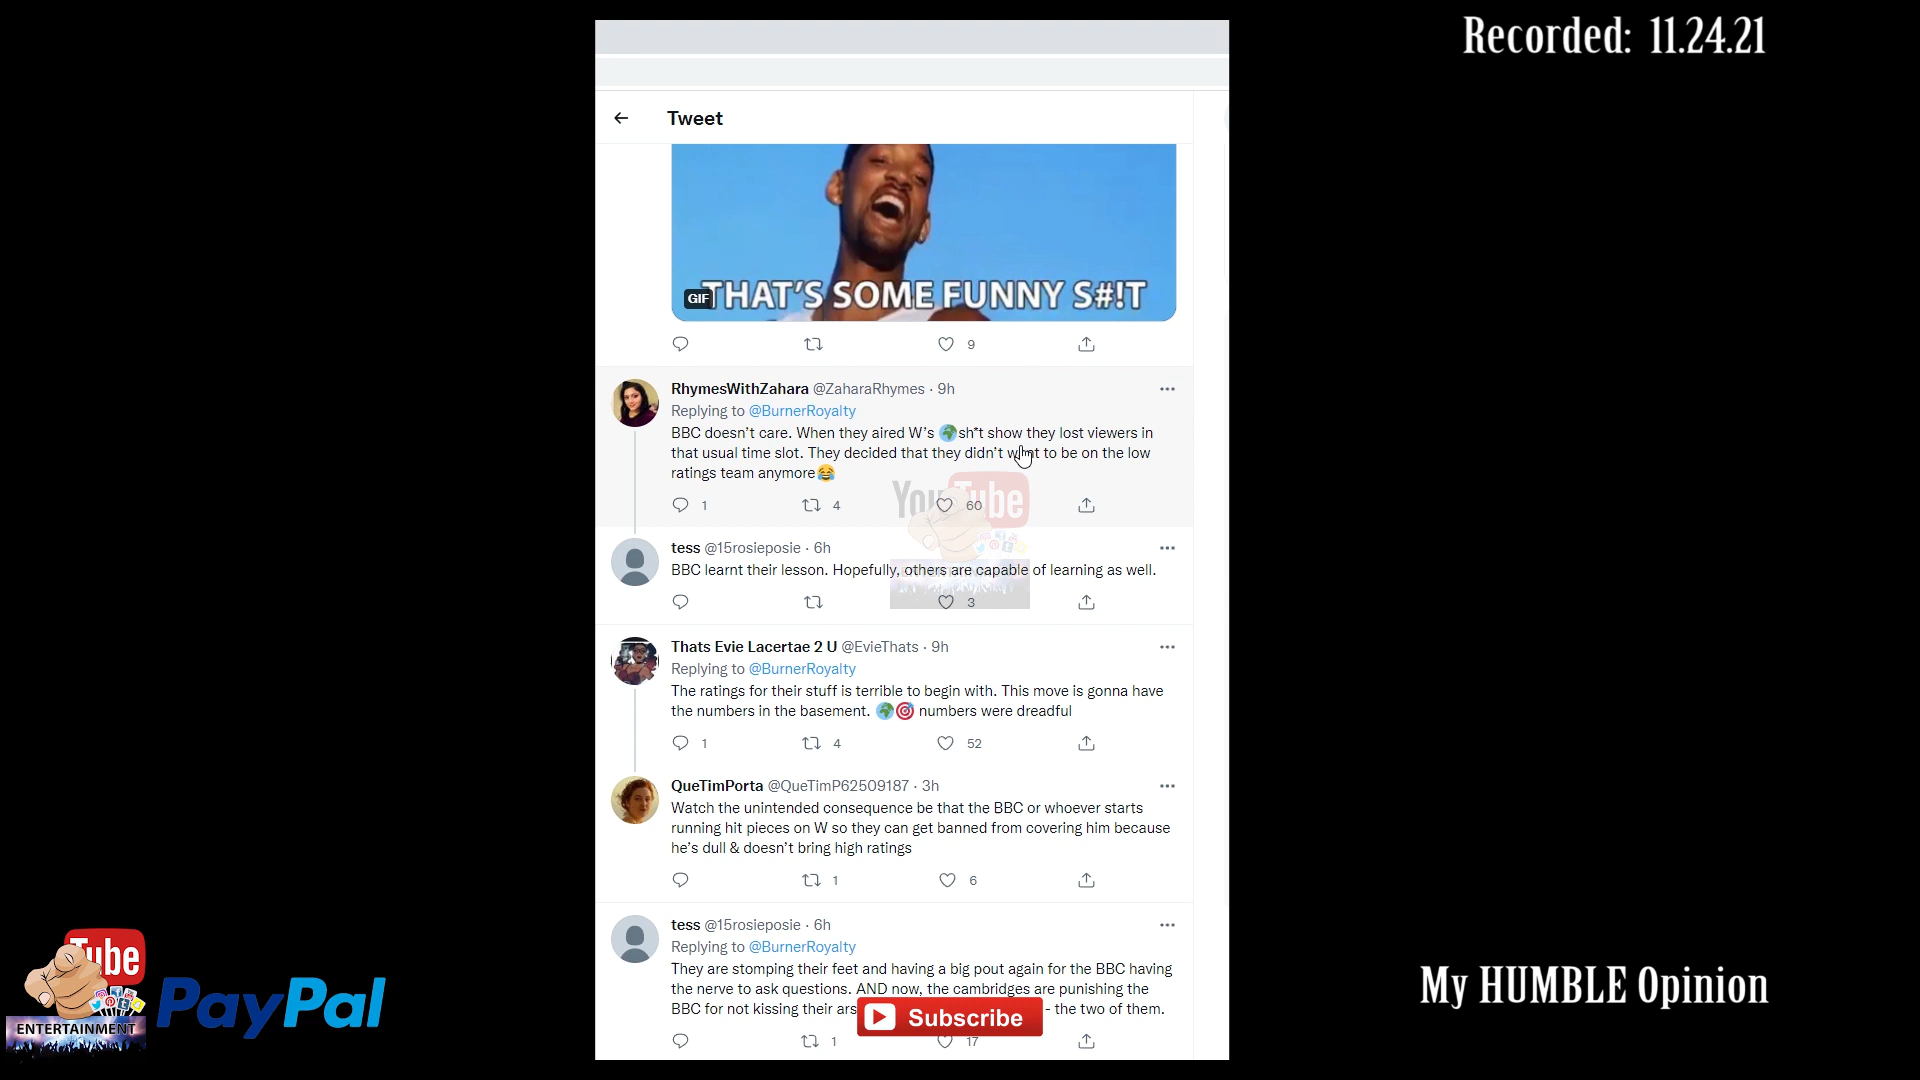 Recorded: 11.24.21
Tweet
GIF
THAT'S SOME FUNNY S#!T
9
RhymesWithZahara @ZaharaRhymes · 9h
Replying to @BurnerRoyalty
BBC doesn't care. When they aired W's 🌍sh*t show they lost viewers in
that usual time slot. They decided that they didn't want to be on the low
ratings team anymore😂
1 4 60
YouTube
tess @15rosieposie · 6h
BBC learnt their lesson. Hopefully, others are capable of learning as well.
3
Thats Evie Lacertae 2 U @EvieThats · 9h
Replying to @BurnerRoyalty
The ratings for their stuff is terrible to begin with. This move is gonna have
the numbers in the basement. 🌍🎯 numbers were dreadful
1 4 52
QueTimPorta @QueTimP62509187 · 3h
Watch the unintended consequence be that the BBC or whoever starts
running hit pieces on W so they can get banned from covering him because
he's dull & doesn't bring high ratings
1 6
tess @15rosieposie · 6h
Replying to @BurnerRoyalty
They are stomping their feet and having a big pout again for the BBC having
the nerve to ask questions. AND now, the cambridges are punishing the
BBC for not kissing their ars - the two of them.
Subscribe
1 17
Tube
ENTERTAINMENT
PayPal
My HUMBLE Opinion